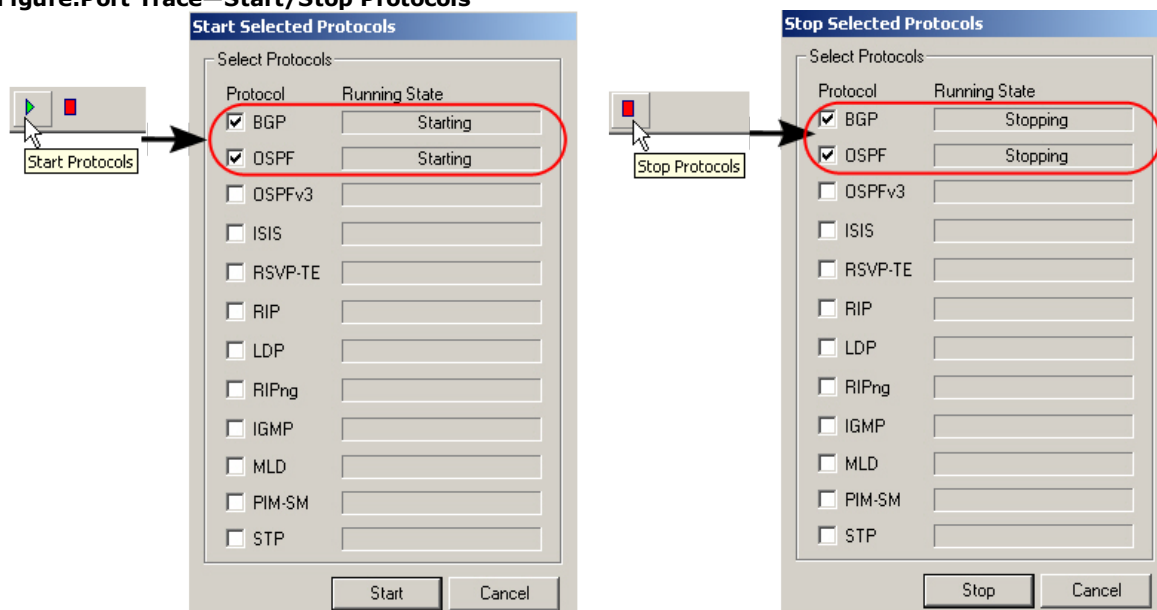 Figure:Port Trace—Start/Stop Protocols
Start Protocols
Start Selected Protocols
Select Protocols
Protocol Running State
BGP Starting
OSPF Starting
OSPFv3
ISIS
RSVP-TE
RIP
LDP
RIPng
IGMP
MLD
PIM-SM
STP
Start Cancel
Stop Protocols
Stop Selected Protocols
Select Protocols
Protocol Running State
BGP Stopping
OSPF Stopping
OSPFv3
ISIS
RSVP-TE
RIP
LDP
RIPng
IGMP
MLD
PIM-SM
STP
Stop Cancel